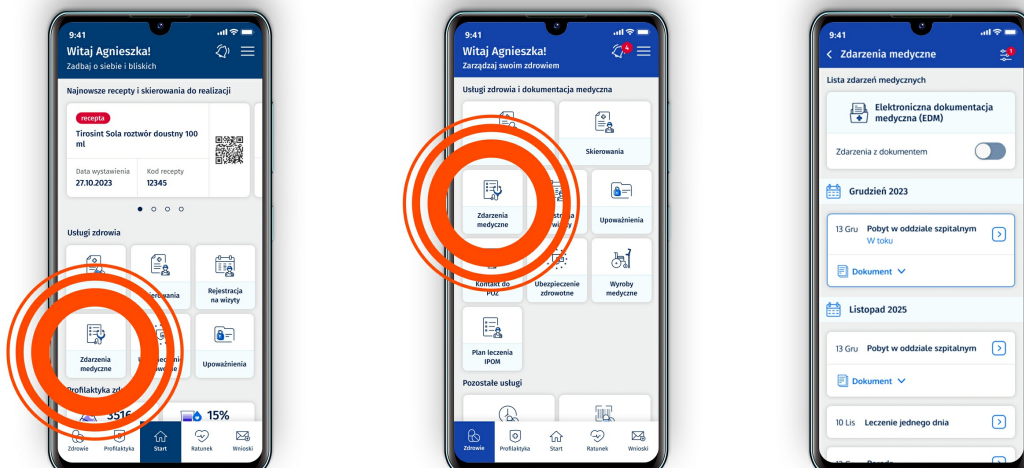 9:41
Witaj Agnieszka!
Zadbaj o siebie i bliskich
Najnowsze recepty i skierowania do realizacji
recepta
Tirosint Sola roztwór doustny 100
ml
Data wystawienia
Kod recepty
27.10.2023
12345
Usługi zdrowia
Rejestracja
na wizyty
Zdarzenia
medyczne
Upoważnienia
3516
15%
Zdrowie
Profilaktyka
Start
Ratunek
Wnioski
9:41
Witaj Agnieszka!
4
Zarządzaj swoim zdrowiem
Usługi zdrowia i dokumentacja medyczna
Skierowania
Zdarzenia
medyczne
Upoważnienia
Kontakt do
POZ
Ubezpieczenie
zdrowotne
Wyroby
medyczne
Plan leczenia
IPOM
Pozostałe usługi
Zdrowie
Profilaktyka
Start
Ratunek
Wnioski
9:41
Zdarzenia medyczne
1
Lista zdarzeń medycznych
Elektroniczna dokumentacja
medyczna (EDM)
Zdarzenia z dokumentem
Grudzień 2023
13 Gru Pobyt w oddziale szpitalnym
W toku
Dokument
Listopad 2025
13 Gru Pobyt w oddziale szpitalnym
Dokument
10 Lis Leczenie jednego dnia